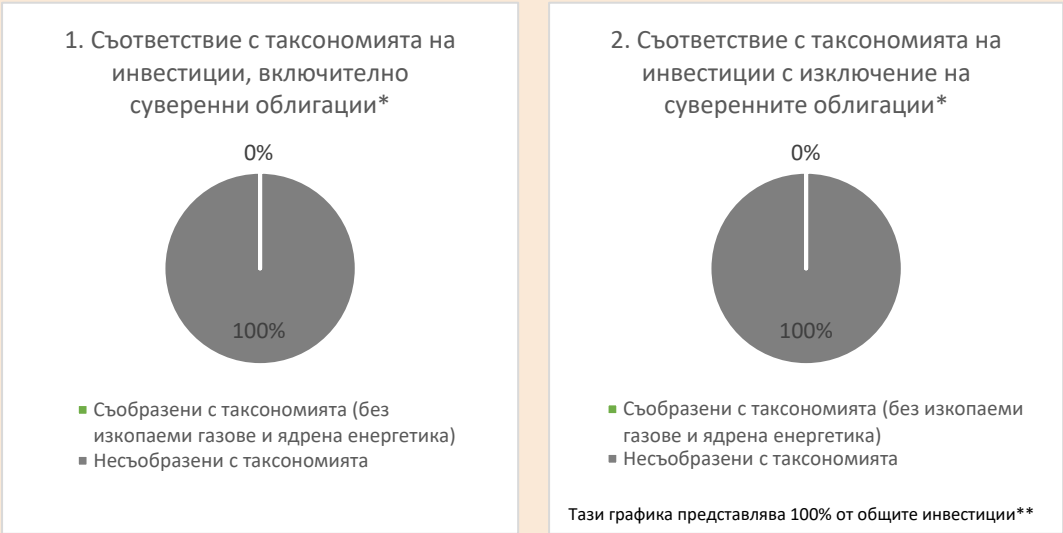 1. Съответствие с таксономията на
инвестиции, включително
суверенни облигации*
0%
100%
Съобразени с таксономията (без
изкопаеми газове и ядрена енергетика)
Несъобразени с таксономията
2. Съответствие с таксономията на
инвестиции с изключение на
суверенните облигации*
0%
100%
Съобразени с таксономията (без изкопаеми
газове и ядрена енергетика)
Несъобразени с таксономията
Тази графика представлява 100% от общите инвестиции**